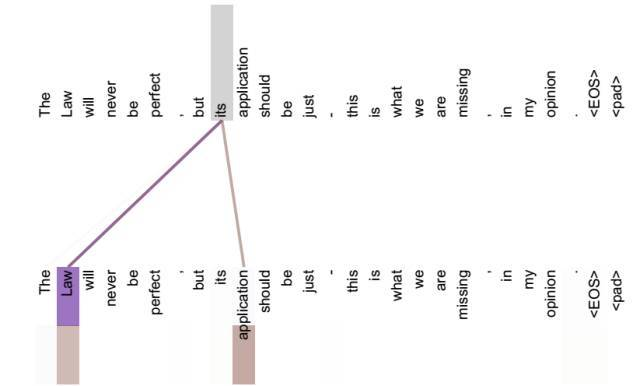 The Law will never be perfect , but its application should be just - this is what we are missing , in my opinion . <EOS> <pad>
The Law will never be perfect , but its application should be just - this is what we are missing , in my opinion . <EOS> <pad>